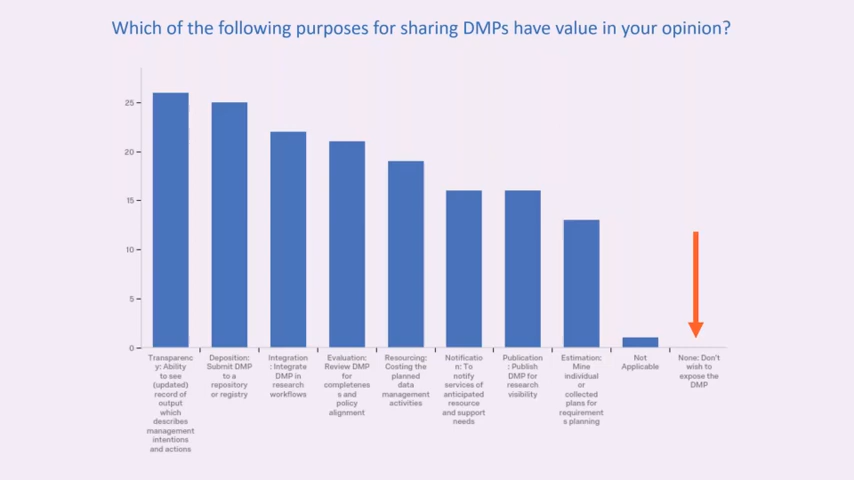 Which of the following purposes for sharing DMPs have value in your opinion?
25
20
15
10
5
0
Transparenc
y: Ability
to see
(updated)
record of
output
which
describes
management
intentions
and actions
Deposition:
Submit DMP
to a
repository
or registry
Integration
: Integrate
DMP in
research
workflows
Evaluation:
Review DMP
for
completenes
s and
policy
alignment
Resourcing:
Costing the
planned
data
management
activities
Notificatio
n: To
notify
services of
anticipated
resource
and support
needs
Publication
: Publish
DMP for
research
visibility
Estimation:
Mine
individual
or
collected
plans for
requirement
s planning
Not
Applicable
None: Don't
wish to
expose the
DMP